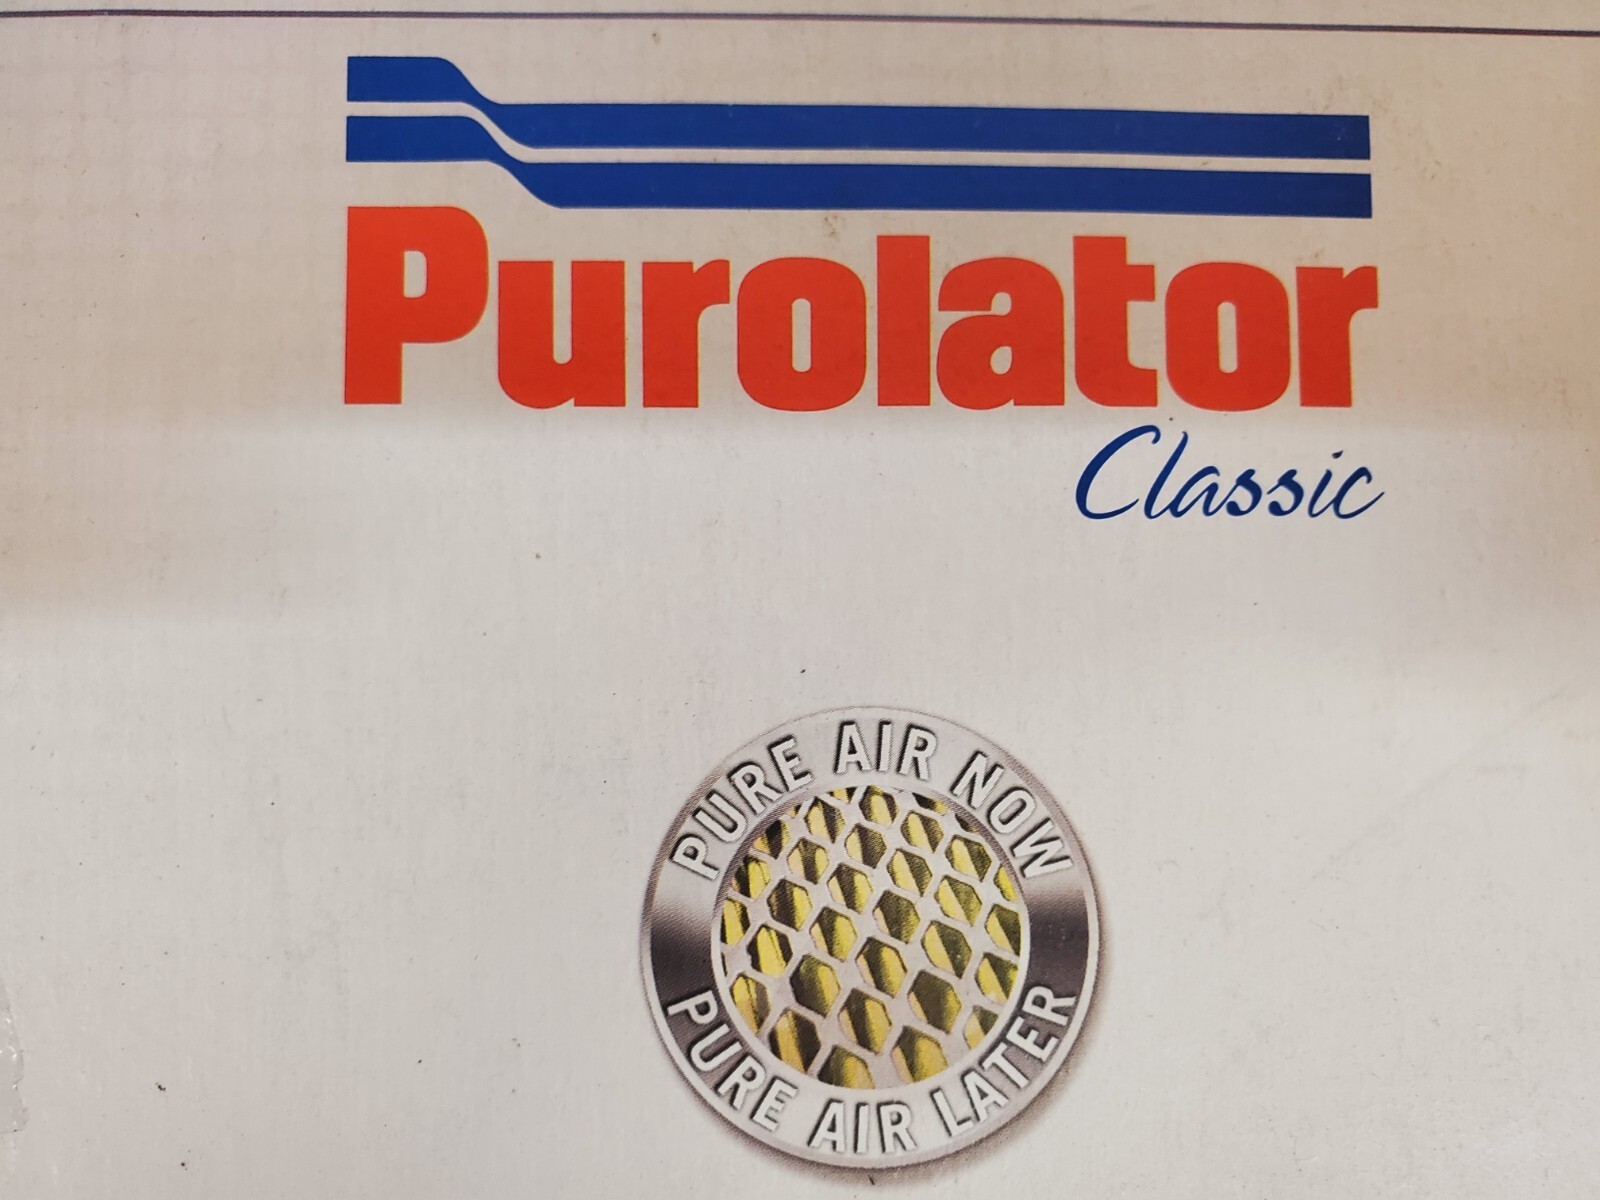 Purolator
Classic
PURE AIR NOW
PURE AIR LATER